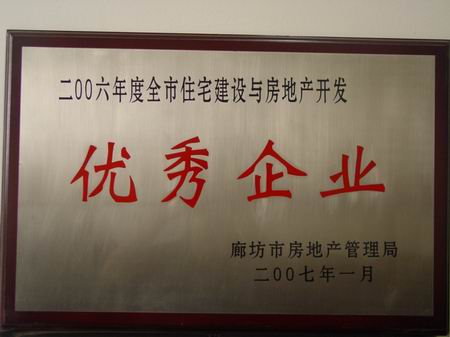 二00六年度全市住宅建设与房地产开发
优秀企业
廊坊市房地产管理局
二00七年一月